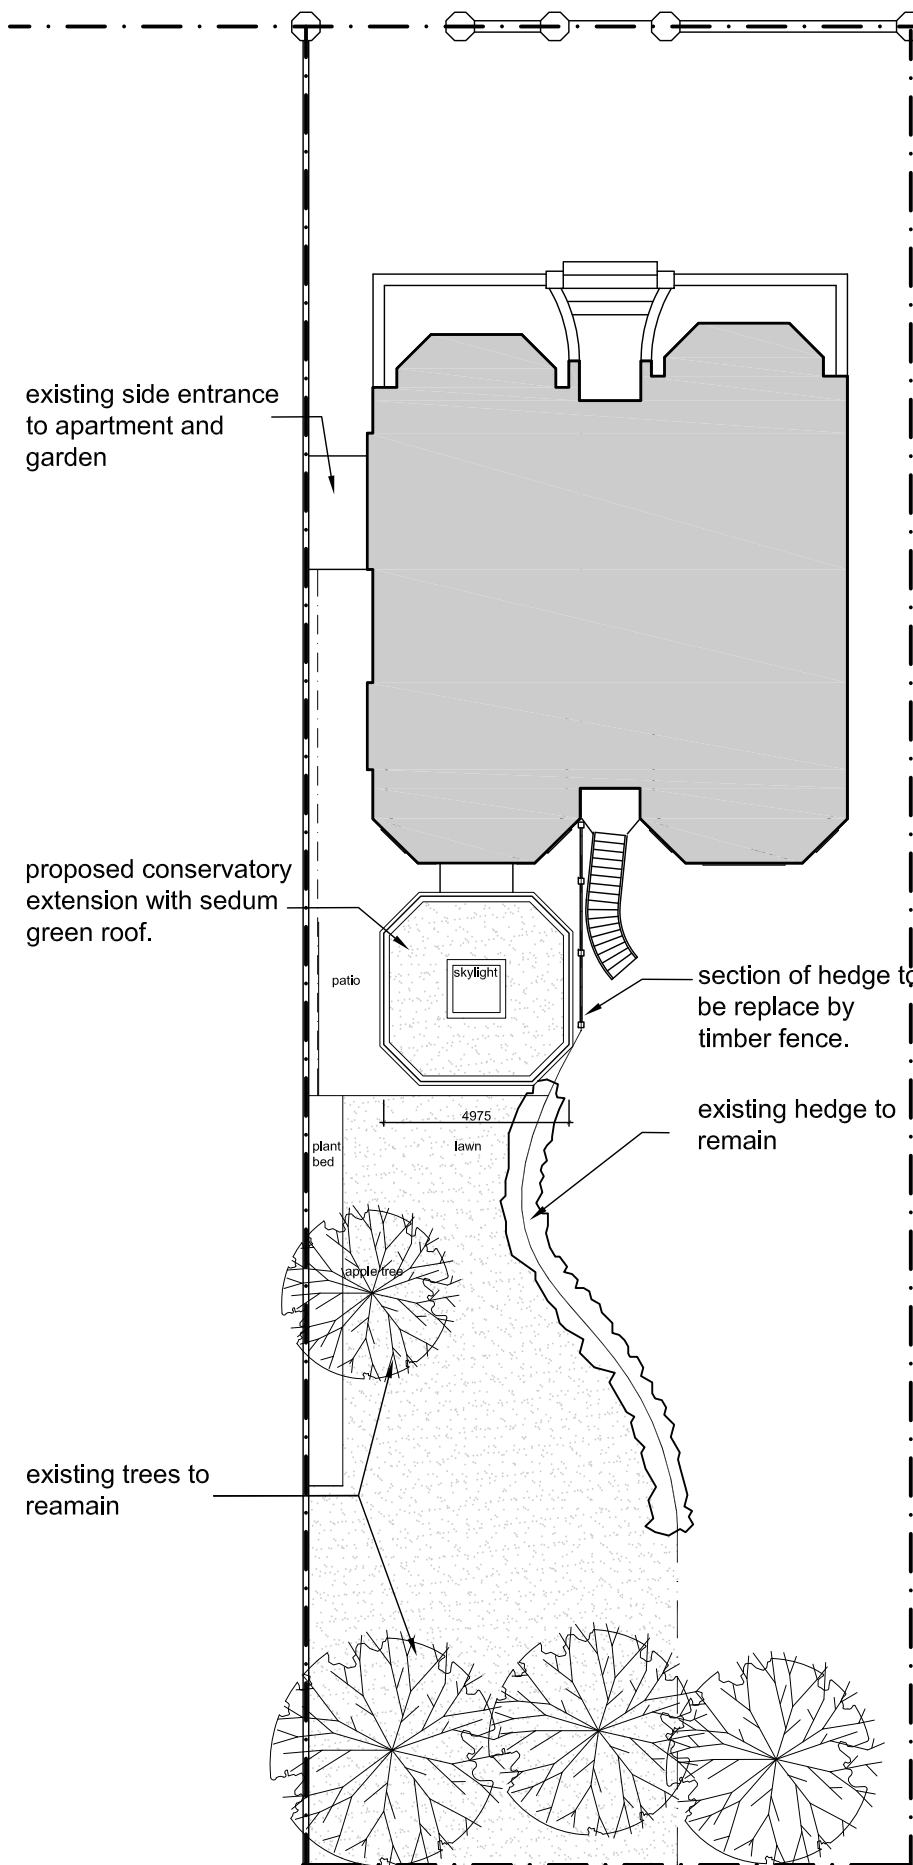 existing side entrance
to apartment and
garden
proposed conservatory
extension with sedum
green roof.
patio
skylight
section of hedge to
be replace by
timber fence.
4975
lawn
plant
bed
existing hedge to
remain
apple tree
existing trees to
reamain